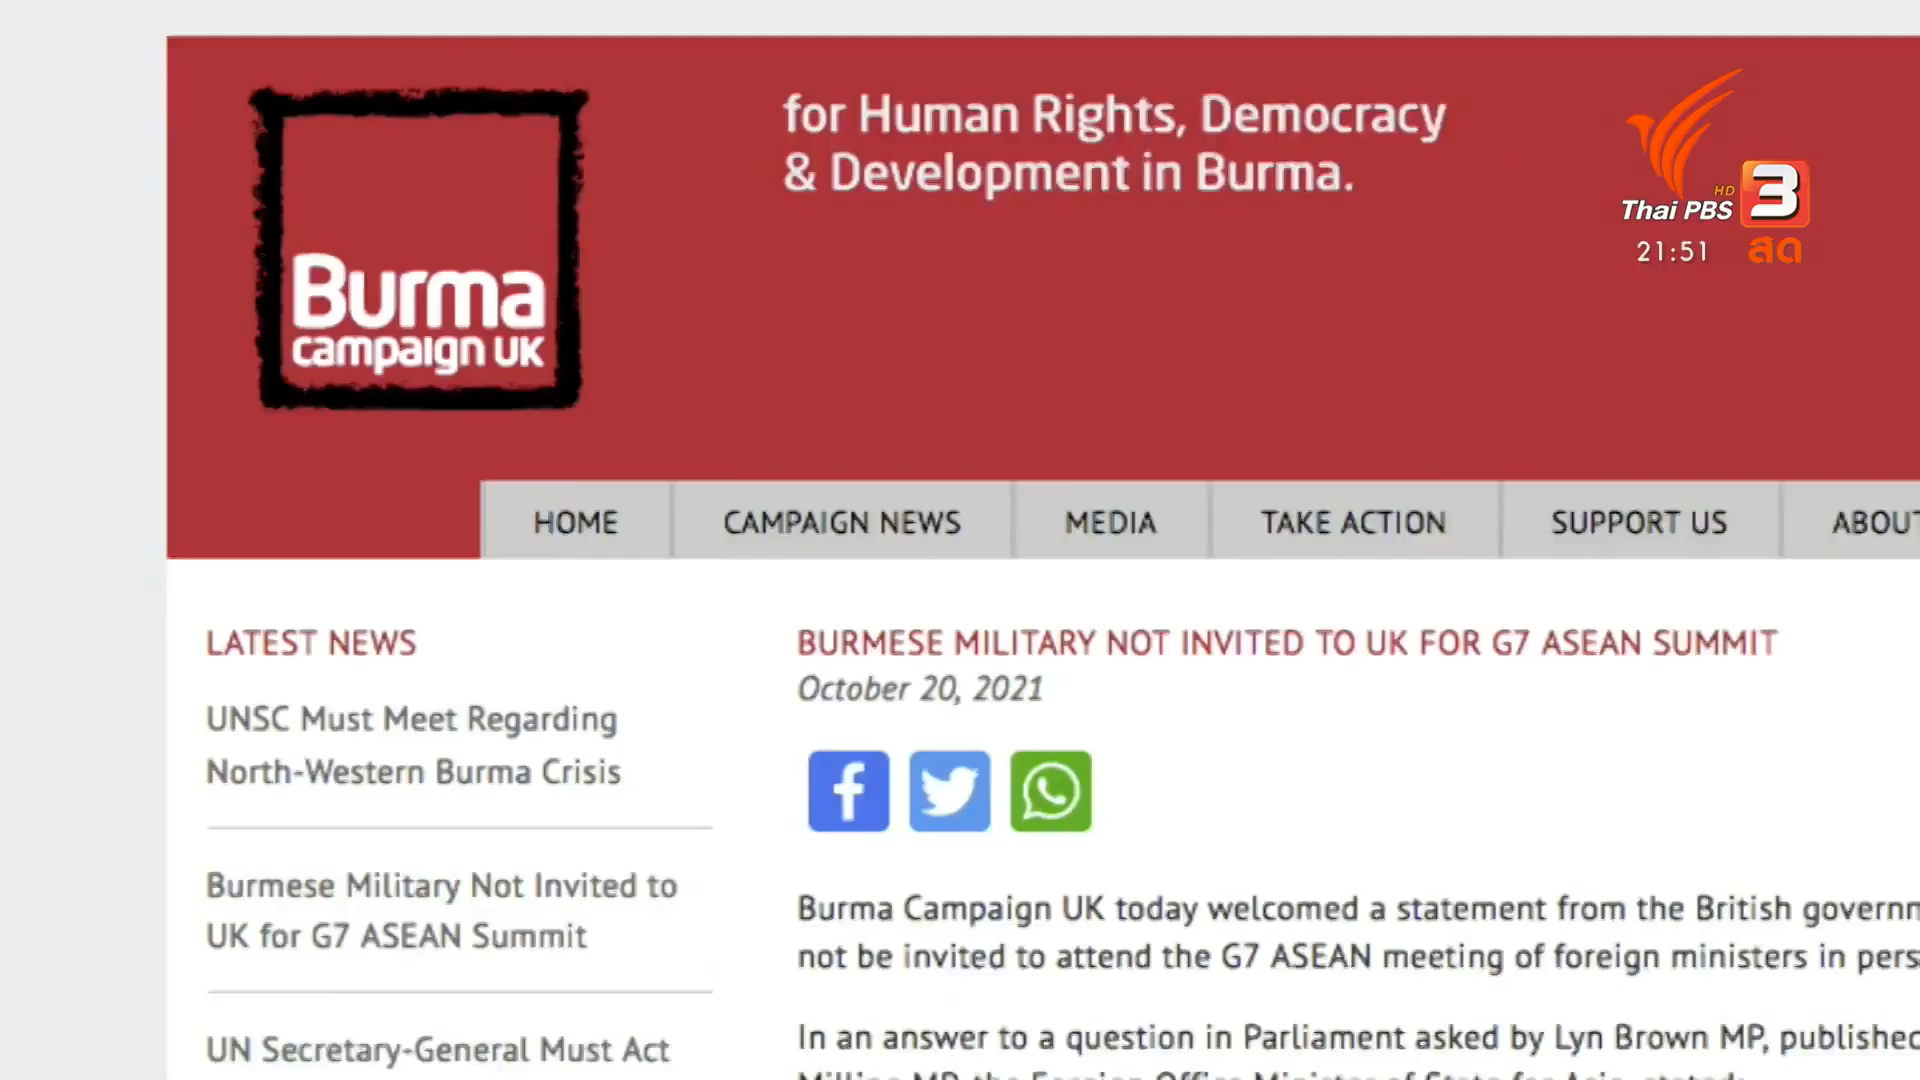 for Human Rights, Democracy
& Development in Burma.
Burma
campaign UK
HD
Thai PBS 3
21:51 สด
HOME CAMPAIGN NEWS MEDIA TAKE ACTION SUPPORT US ABOUT
LATEST NEWS
UNSC Must Meet Regarding
North-Western Burma Crisis
Burmese Military Not Invited to
UK for G7 ASEAN Summit
UN Secretary-General Must Act
BURMESE MILITARY NOT INVITED TO UK FOR G7 ASEAN SUMMIT
October 20, 2021
Burma Campaign UK today welcomed a statement from the British
not be invited to attend the G7 ASEAN meeting of foreign ministers in
In an answer to a question in Parliament asked by Lyn Brown MP, published